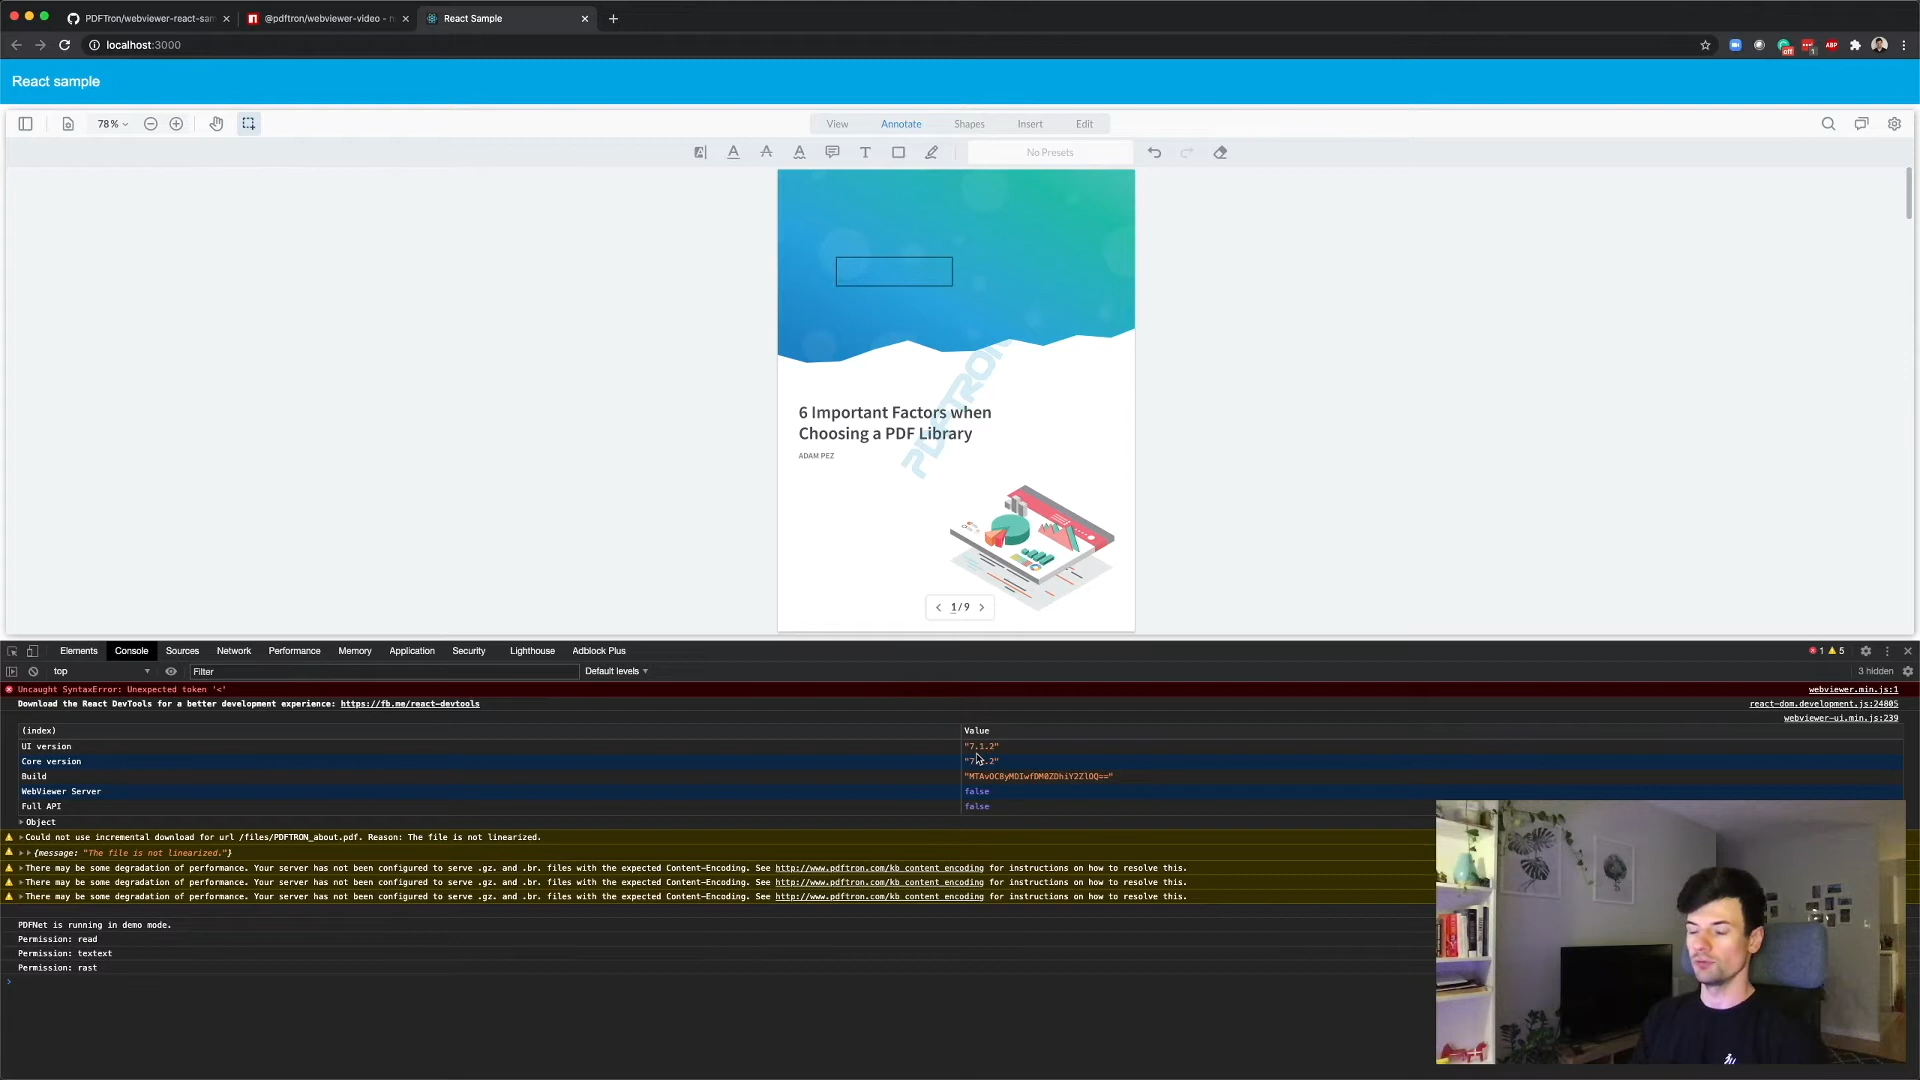 PDFTron/webviewer-react-sam
@pdftron/webviewer-video - n
React Sample
localhost:3000
ABP
React sample
78%
View
Annotate
Shapes
Insert
Edit
No Presets
PDFTRON
6 Important Factors when
Choosing a PDF Library
ADAM PEZ
1/9
Elements
Console
Sources
Network
Performance
Memory
Application
Security
Lighthouse
Adblock Plus
1
5
top
Filter
Default levels
3 hidden
Uncaught SyntaxError: Unexpected token '<'
webviewer.min.js:1
Download the React DevTools for a better development experience: https://fb.me/react-devtools
react-dom.development.js:24805
webviewer-ui.min.js:239
(index)
Value
UI version
"7.1.2"
Core version
Build
"MTAvOC8yMDIwfDM0ZDhiY2ZlOQ=="
WebViewer Server
false
Full API
false
Object
Could not use incremental download for url /files/PDFTRON_about.pdf. Reason: The file is not linearized.
{message: "The file is not linearized."}
There may be some degradation of performance. Your server has not been configured to serve .gz. and .br. files with the expected Content-Encoding. See http://www.pdftron.com/kb_content_encoding for instructions on how to resolve this.
There may be some degradation of performance. Your server has not been configured to serve .gz. and .br. files with the expected Content-Encoding. See http://www.pdftron.com/kb_content_encoding for instructions on how to resolve this.
There may be some degradation of performance. Your server has not been configured to serve .gz. and .br. files with the expected Content-Encoding. See http://www.pdftron.com/kb_content_encoding for instructions on how to resolve this.
PDFNet is running in demo mode.
Permission: read
Permission: textext
Permission: rast